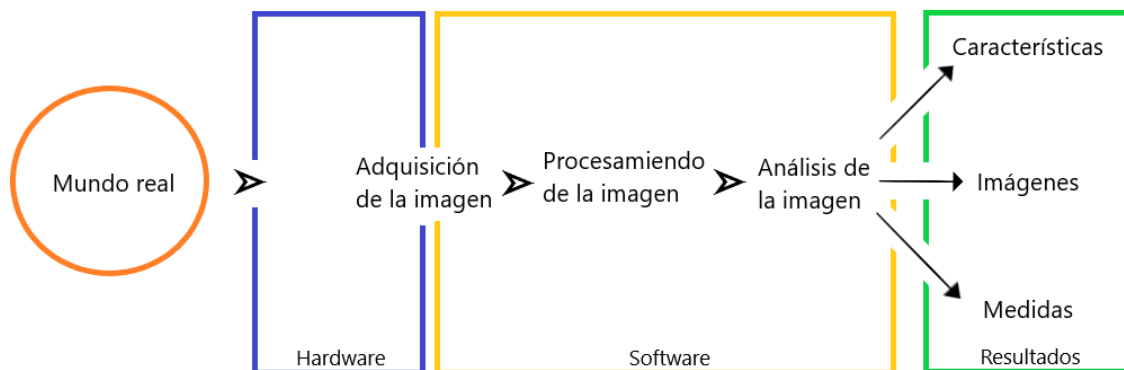 Mundo real
Adquisición
de la imagen
Procesamiendo
de la imagen
Análisis de
la imagen
Característícas
Imágenes
Medidas
Hardware
Software
Resultados